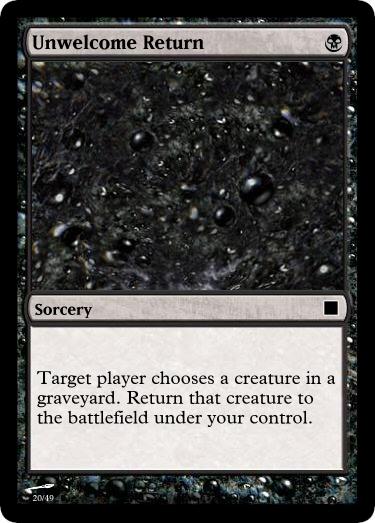 Unwelcome Return
Sorcery
Target player chooses a creature in a
graveyard. Return that creature to
the battlefield under your control.
20/49